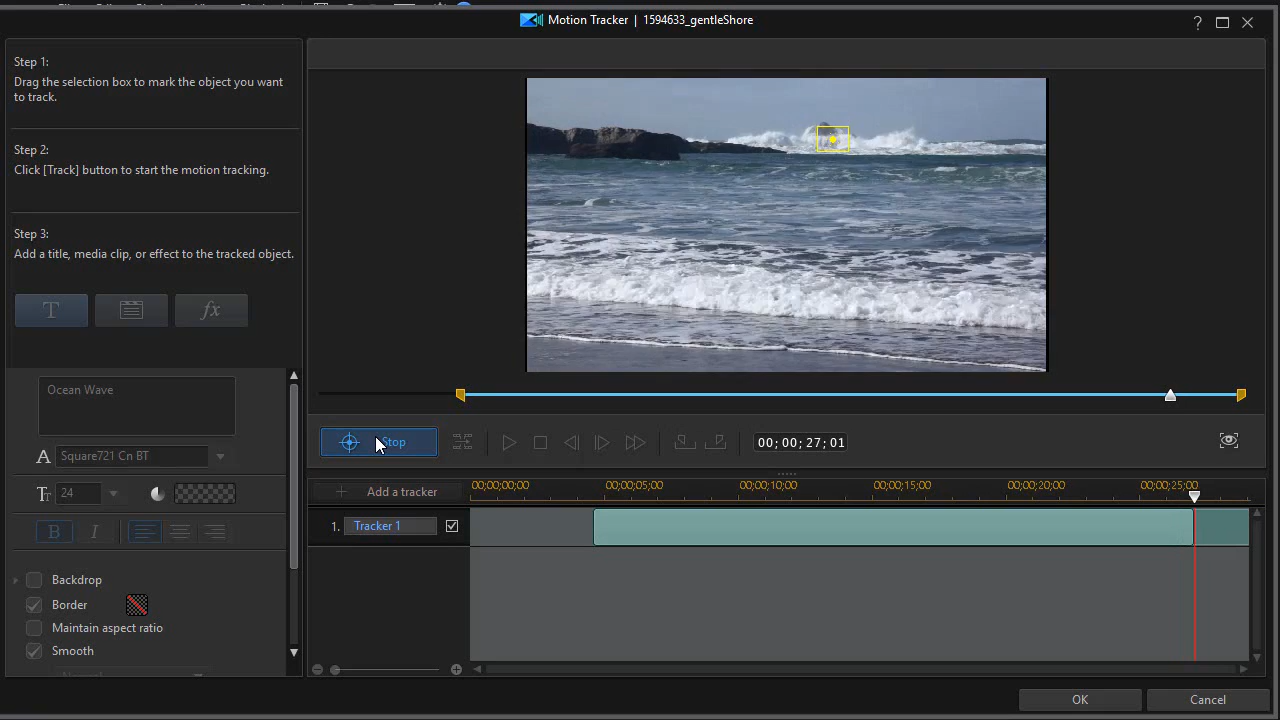 Motion Tracker | 1594633_gentleShore
?
Step 1:
Drag the selection box to mark the object you want
to track.
Step 2:
Click [Track] button to start the motion tracking.
Step 3:
Add a title, media clip, or effect to the tracked object.
T
fx
Ocean Wave
A Square721 Cn BT
TT 24
B I
Backdrop
Border
Maintain aspect ratio
Smooth
Stop
00; 00; 27; 01
Add a tracker
00;00;00;00 00;00;05;00 00;00;10;00 00;00;15;00 00;00;20;00 00;00;25;00
1. Tracker 1
OK Cancel